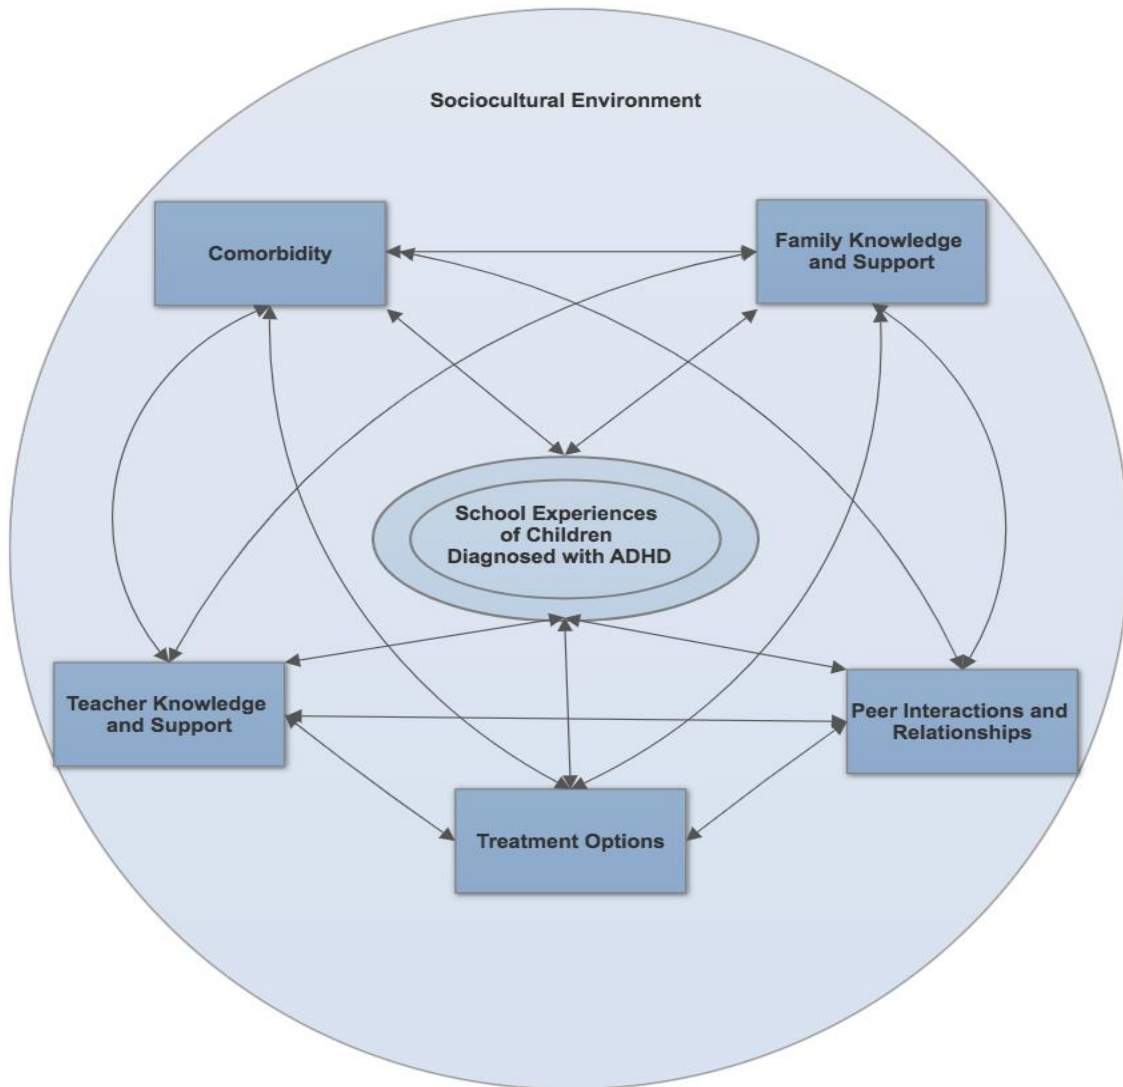 Sociocultural Environment
Comorbidity
Family Knowledge
and Support
School Experiences
of Children
Diagnosed with ADHD
Teacher Knowledge
and Support
Peer Interactions and
Relationships
Treatment Options